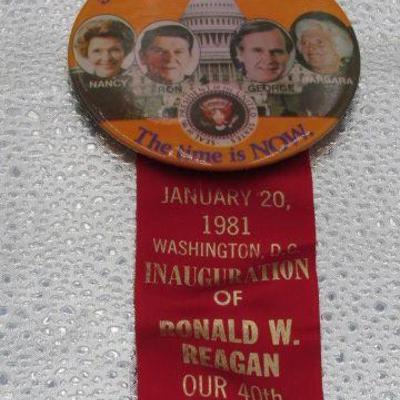 NANCY RON GEORGE BARBARA
The time is NOW.
JANUARY 20,
1981
WASHINGTON, D.C.
INAUGURATION
OF
RONALD W.
REAGAN
OUR 40th